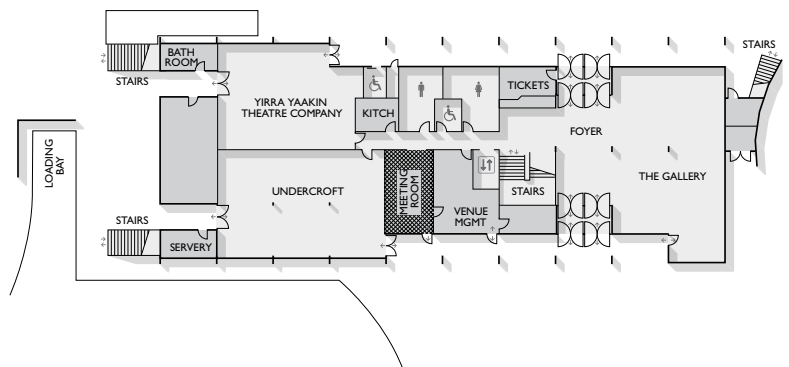 STAIRS
BATH
ROOM
STAIRS
TICKETS
YIRRA YAAKIN
THEATRE COMPANY
KITCH
FOYER
LOADING
BAY
THE GALLERY
UNDERCROFT
MEETING
ROOM
STAIRS
STAIRS
VENUE
MGMT
SERVERY